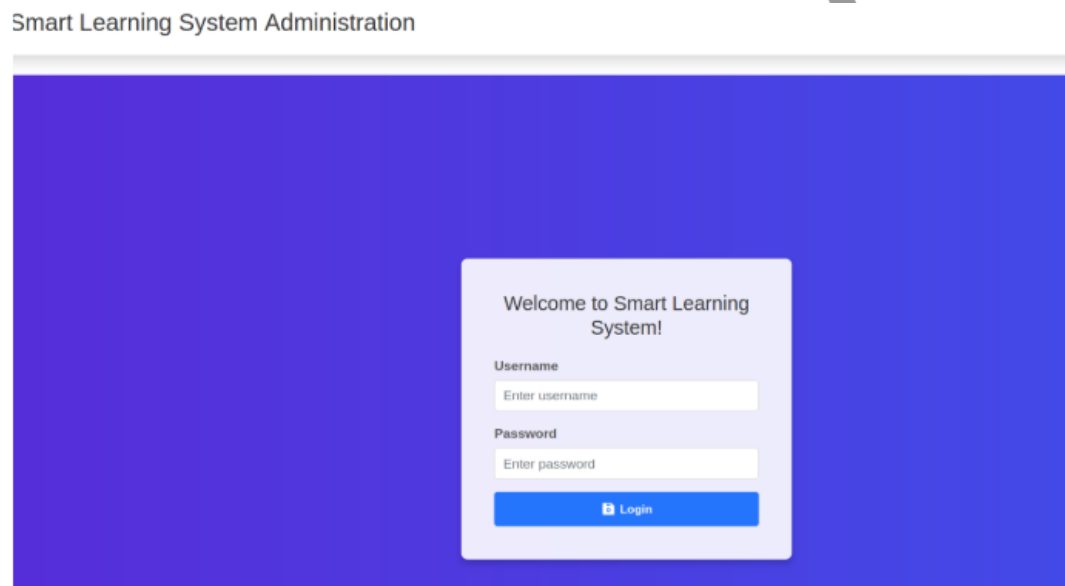 Smart Learning System Administration
Welcome to Smart Learning
System!
Username
Enter username
Password
Enter password
Login